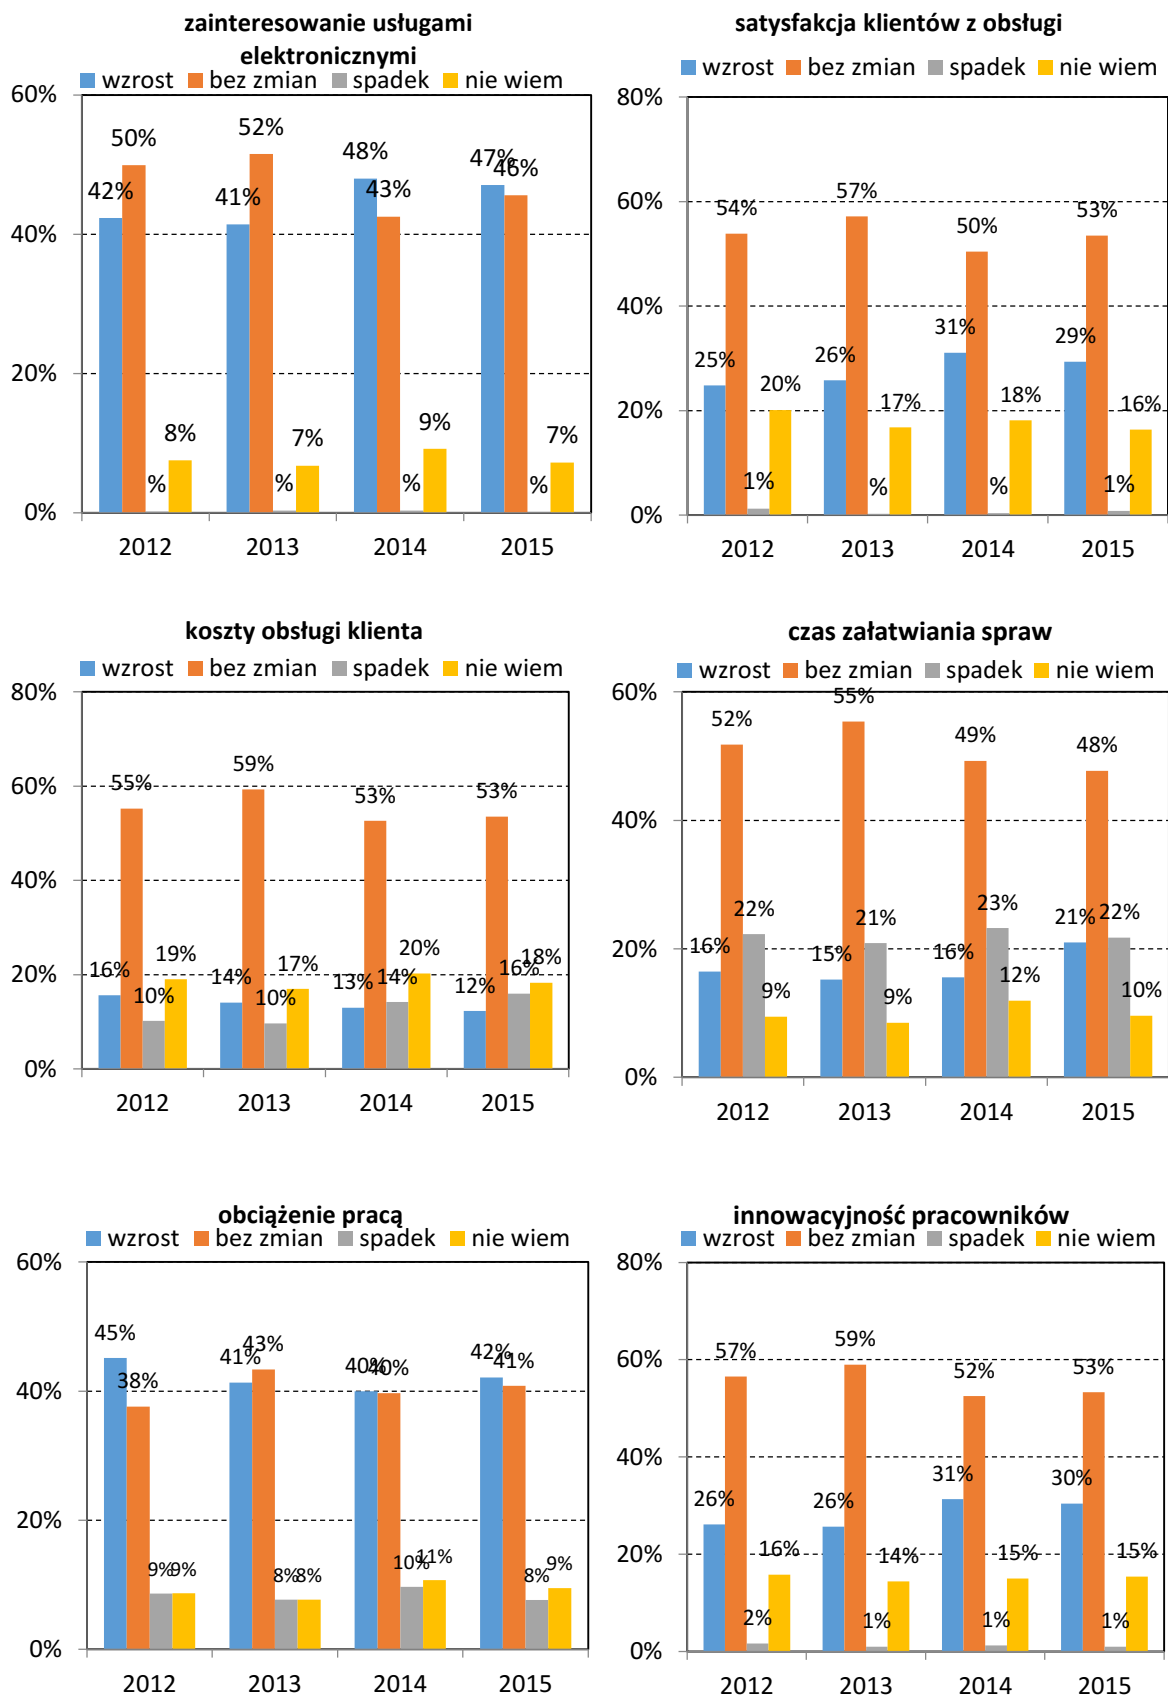 zainteresowanie usługami
elektronicznymi
wzrost bez zmian spadek nie wiem
60%
40%
20%
0%
42% 50% % 8%
41% 52% % 7%
48% 43% % 9%
47% 46% % 7%
2012 2013 2014 2015
satysfakcja klientów z obsługi
wzrost bez zmian spadek nie wiem
80%
60%
40%
20%
0%
25% 54% 1% 20%
26% 57% % 17%
31% 50% % 18%
29% 53% 1% 16%
2012 2013 2014 2015
koszty obsługi klienta
wzrost bez zmian spadek nie wiem
80%
60%
40%
20%
0%
16% 55% 10% 19%
14% 59% 10% 17%
13% 53% 14% 20%
12% 53% 16% 18%
2012 2013 2014 2015
czas załatwiania spraw
wzrost bez zmian spadek nie wiem
60%
40%
20%
0%
16% 52% 22% 9%
15% 55% 21% 9%
16% 49% 23% 12%
21% 48% 22% 10%
2012 2013 2014 2015
obciążenie pracą
wzrost bez zmian spadek nie wiem
60%
40%
20%
0%
45% 38% 9% 9%
41% 43% 8% 8%
40% 40% 10% 11%
42% 41% 8% 9%
2012 2013 2014 2015
innowacyjność pracowników
wzrost bez zmian spadek nie wiem
80%
60%
40%
20%
0%
26% 57% 2% 16%
26% 59% 1% 14%
31% 52% 1% 15%
30% 53% 1% 15%
2012 2013 2014 2015